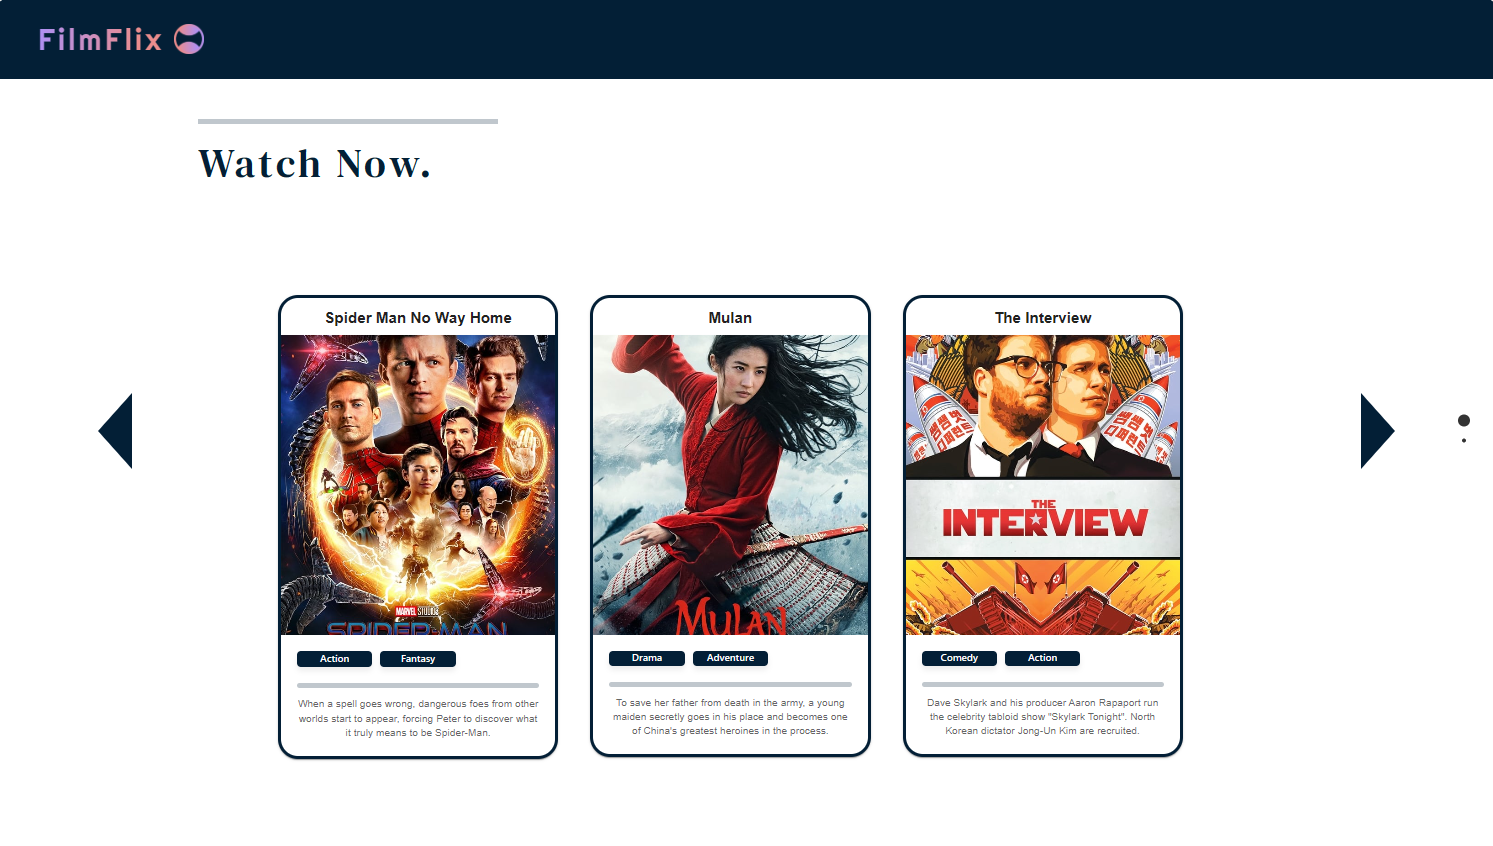 FilmFlix
Watch Now.
Spider Man No Way Home
MARVEL STUDIOS
SPIDER-MAN
Action
Fantasy
When a spell goes wrong, dangerous foes from other
worlds start to appear, forcing Peter to discover what
it truly means to be Spider-Man.
Mulan
MULAN
Drama
Adventure
To save her father from death in the army, a young
maiden secretly goes in his place and becomes one
of China's greatest heroines in the process.
The Interview
THE
INTERVIEW
Comedy
Action
Dave Skylark and his producer Aaron Rapaport run
the celebrity tabloid show "Skylark Tonight". North
Korean dictator Jong-Un Kim are recruited.